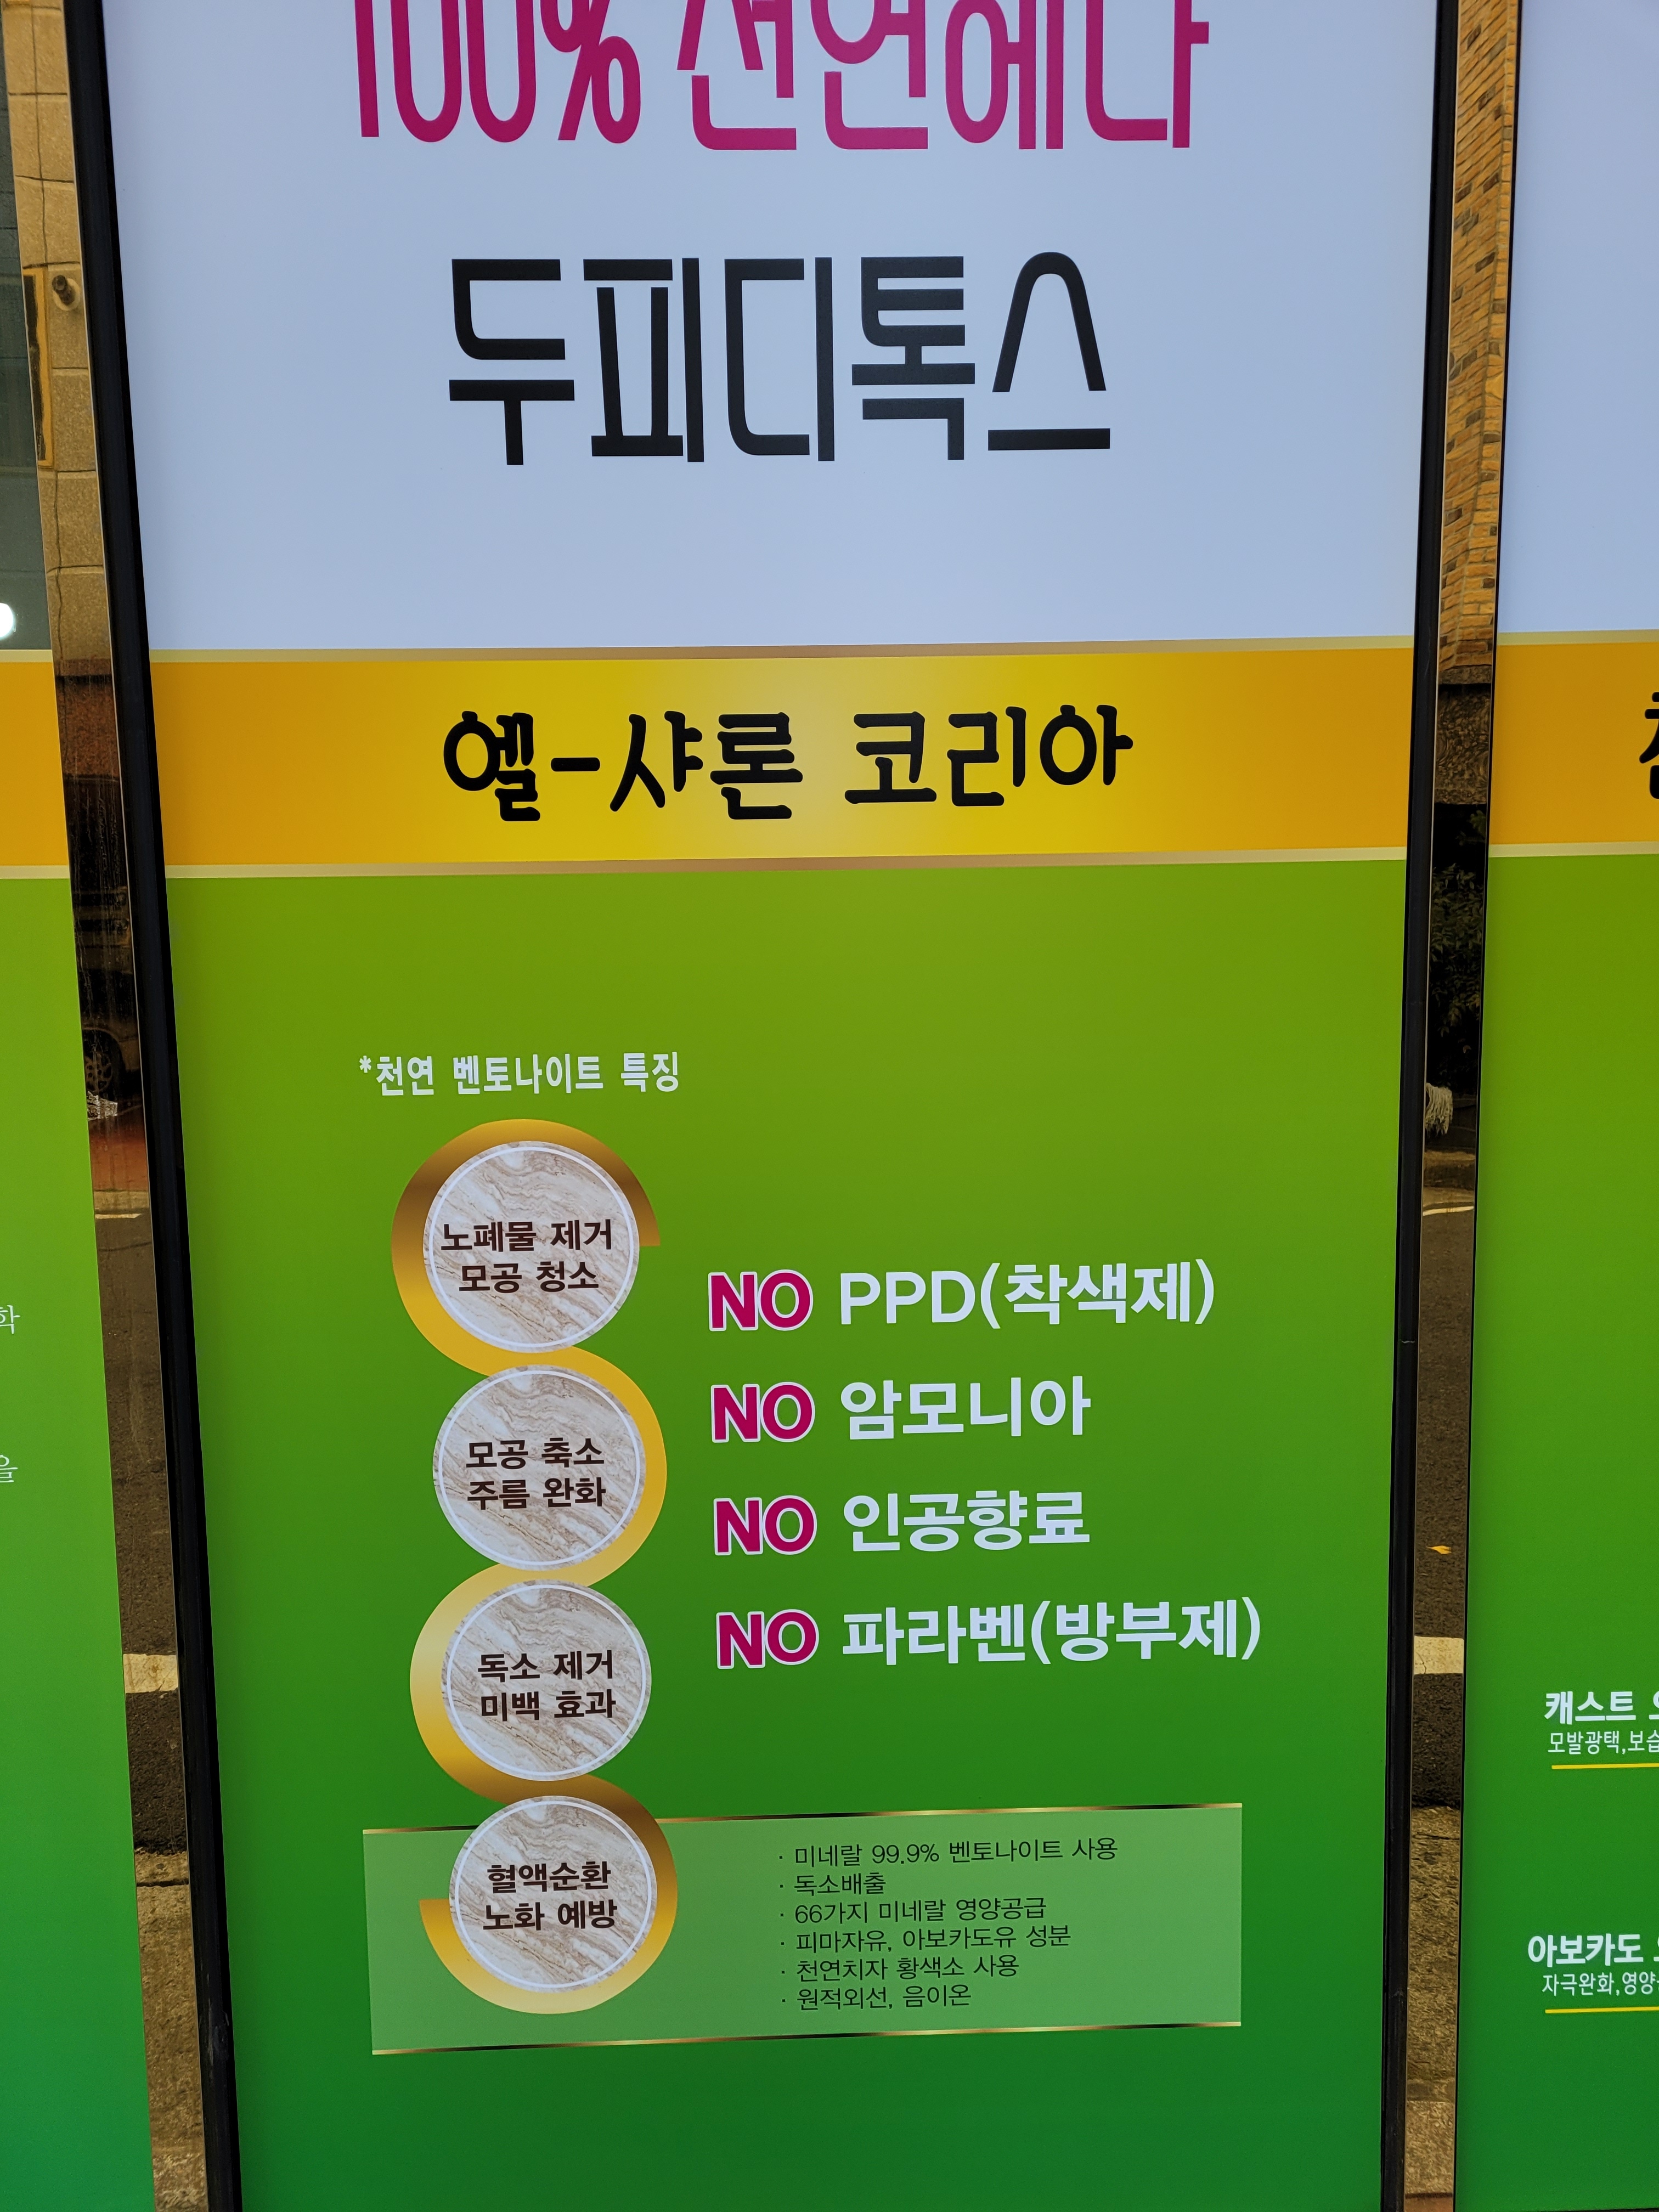 100% 천연헤나
두피디톡스
엘-샤론 코리아
*천연 벤토나이트 특징
노폐물 제거
모공 청소
모공 축소
주름 완화
독소 제거
미백 효과
혈액순환
노화 예방
NO PPD(착색제)
NO 암모니아
NO 인공향료
NO 파라벤(방부제)
· 미네랄 99.9% 벤토나이트 사용
· 독소배출
· 66가지 미네랄 영양공급
· 피마자유, 아보카도유 성분
· 천연치자 황색소 사용
· 원적외선, 음이온
학
을
캐스트
모발광택,보습
아보카도
자극완화,영양